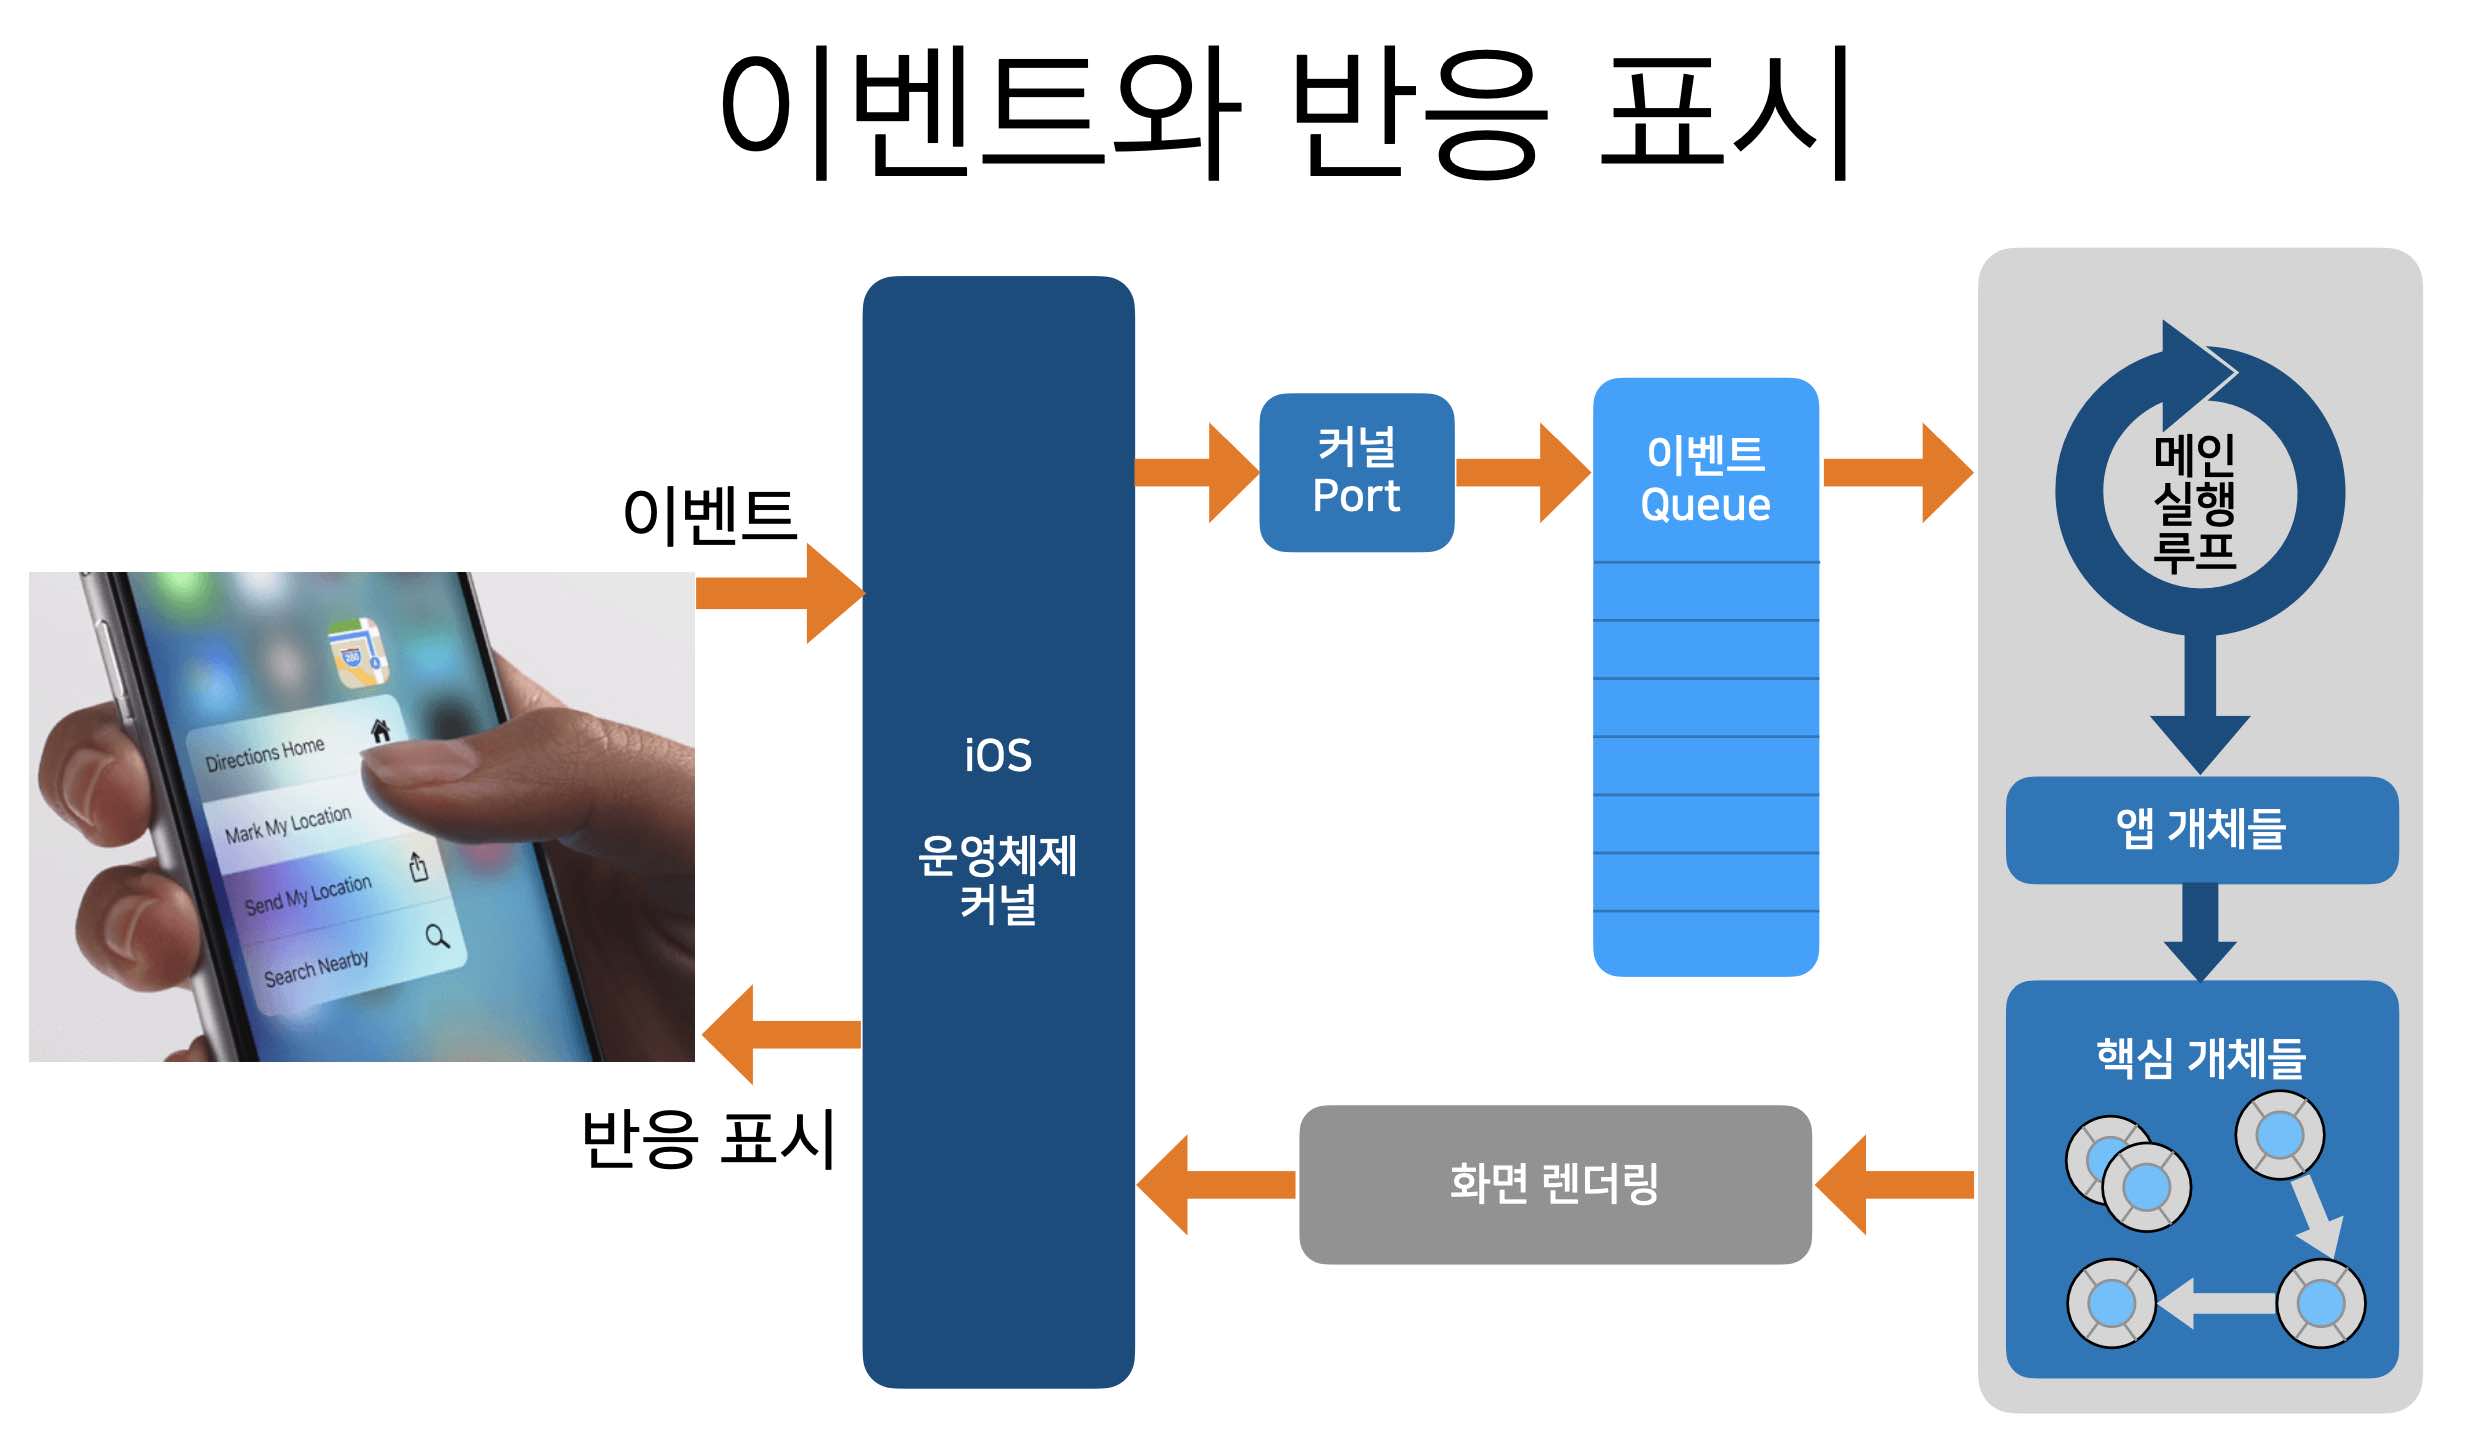 이벤트와 반응 표시
이벤트
280
Directions Home
Mark My Location
Send My Location
Search Nearby
반응 표시
iOS
운영체제
커널
커널
Port
이벤트
Queue
메인
실행
루프
앱 개체들
핵심 개체들
화면 렌더링